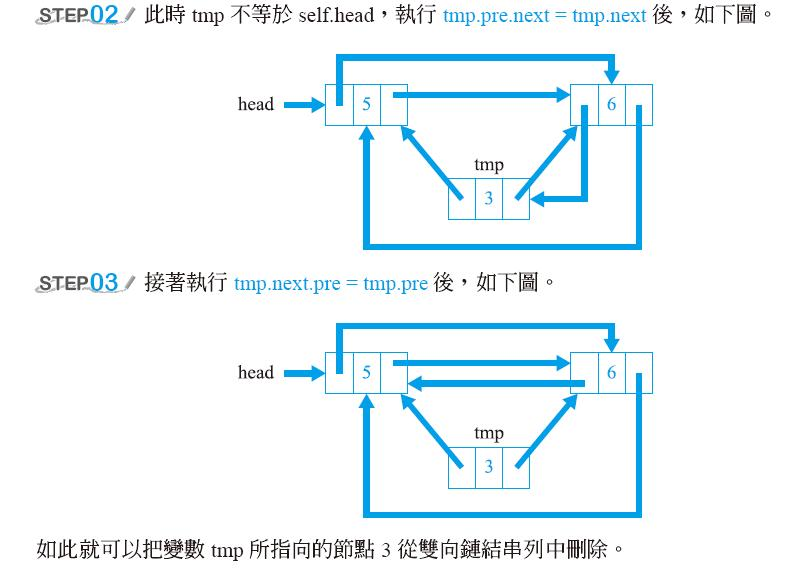 STEP02 此時 tmp 不等於 self.head，執行 tmp.pre.next = tmp.next 後，如下圖。
head 5 6
tmp
3
STEP03 接著執行 tmp.next.pre = tmp.pre 後，如下圖。
head 5 6
tmp
3
如此就可以把變數 tmp 所指向的節點 3 從雙向鏈結串列中刪除。